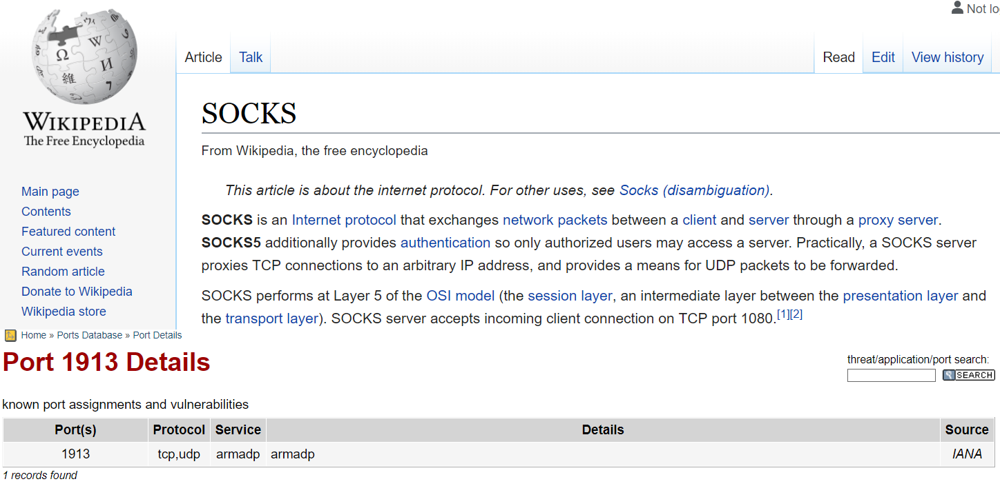 Not lo
Article Talk Read Edit View history
WIKIPEDIA
The Free Encyclopedia
Main page
Contents
Featured content
Current events
Random article
Donate to Wikipedia
Wikipedia store
SOCKS
From Wikipedia, the free encyclopedia
This article is about the internet protocol. For other uses, see Socks (disambiguation).
SOCKS is an Internet protocol that exchanges network packets between a client and server through a proxy server.
SOCKS5 additionally provides authentication so only authorized users may access a server. Practically, a SOCKS server
proxies TCP connections to an arbitrary IP address, and provides a means for UDP packets to be forwarded.
SOCKS performs at Layer 5 of the OSI model (the session layer, an intermediate layer between the presentation layer and
the transport layer). SOCKS server accepts incoming client connection on TCP port 1080.[1][2]
Home » Ports Database » Port Details
Port 1913 Details
threat/application/port search:
SEARCH
known port assignments and vulnerabilities
Port(s) Protocol Service Details Source
1913 tcp,udp armadp armadp IANA
1 records found